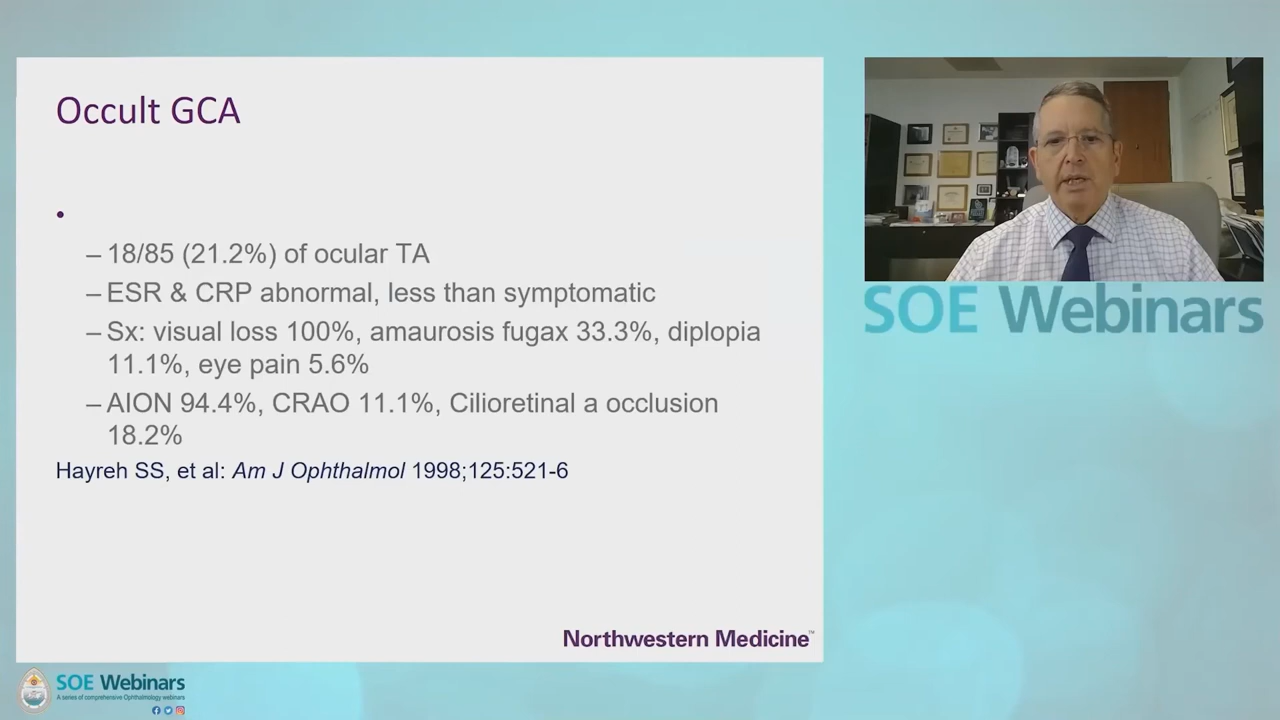 Occult GCA
•
– 18/85 (21.2%) of ocular TA
– ESR & CRP abnormal, less than symptomatic
– Sx: visual loss 100%, amaurosis fugax 33.3%, diplopia
11.1%, eye pain 5.6%
– AION 94.4%, CRAO 11.1%, Cilioretinal a occlusion
18.2%
Hayreh SS, et al: Am J Ophthalmol 1998;125:521-6
Northwestern Medicine™
SOE Webinars
SOE Webinars
A series of comprehensive Ophthalmology webinars